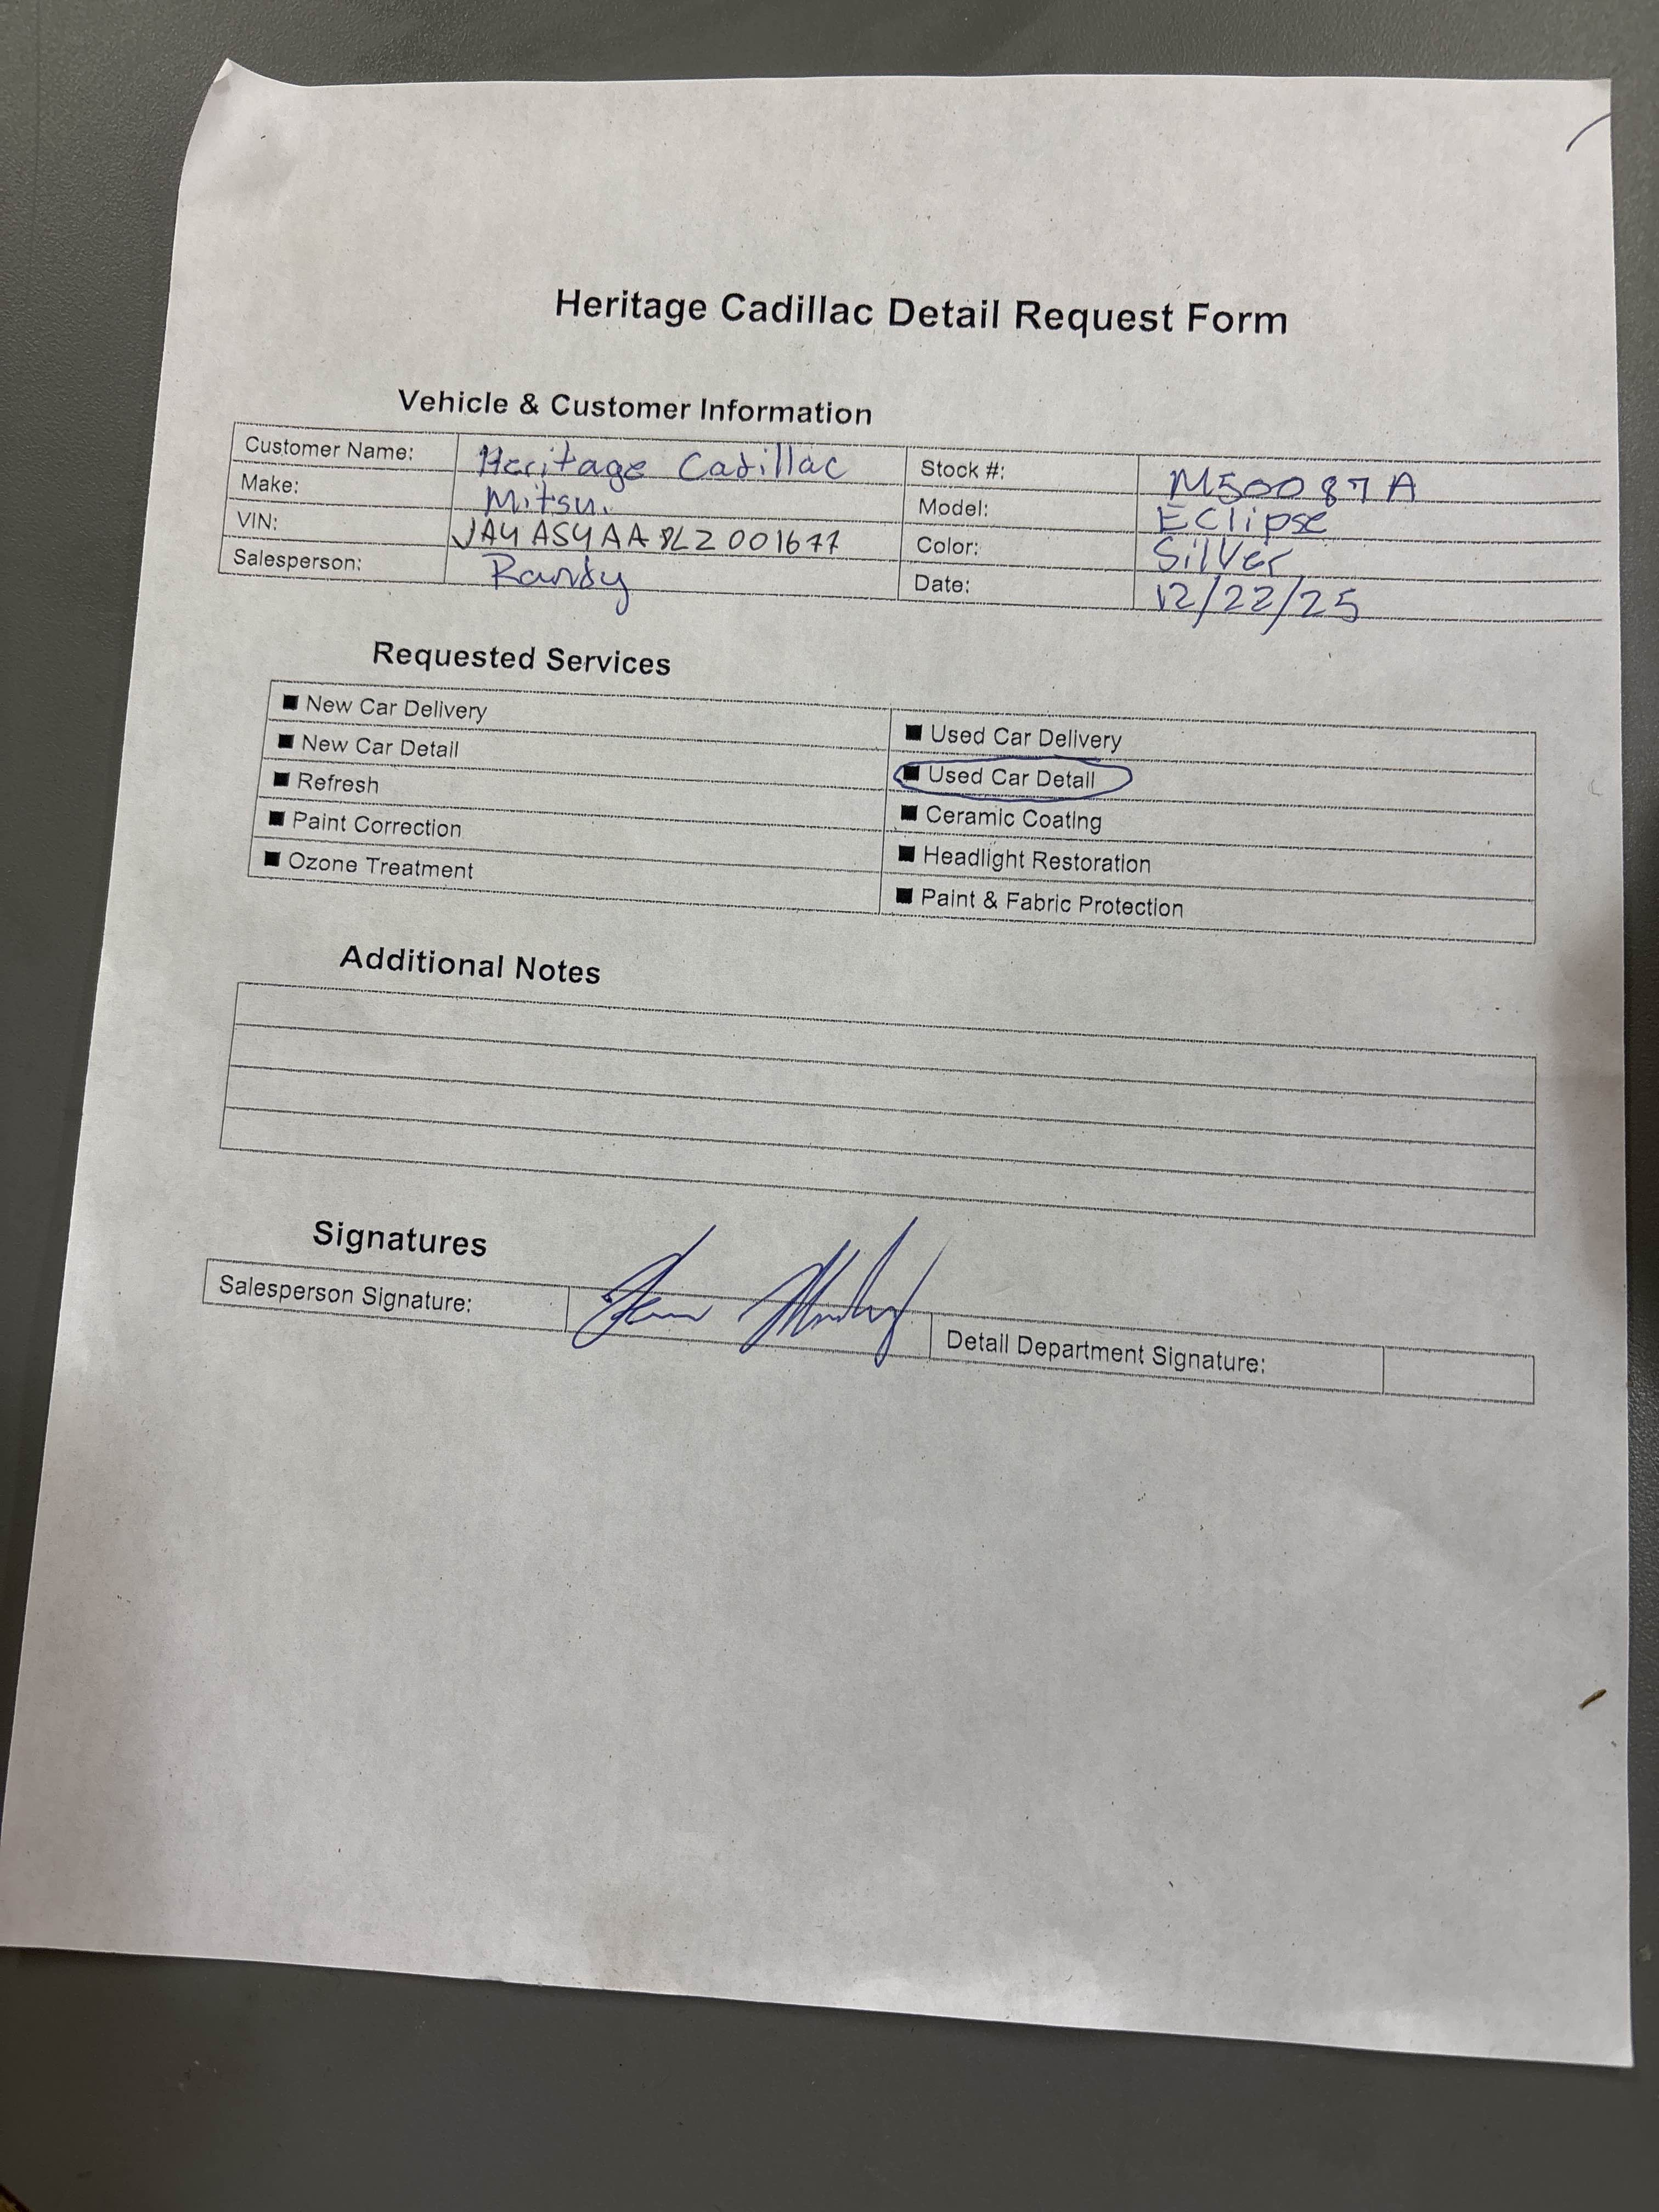 Heritage Cadillac Detail Request Form
Vehicle & Customer Information
Customer Name: Heritage Cadillac Stock #: M50087A
Make: Mitsu. Model: Eclipse
VIN: JA4AS4AA8LZ001677 Color: Silver
Salesperson: Randy Date: 12/22/25
Requested Services
■ New Car Delivery ■ Used Car Delivery
■ New Car Detail ■ Used Car Detail
■ Refresh ■ Ceramic Coating
■ Paint Correction ■ Headlight Restoration
■ Ozone Treatment ■ Paint & Fabric Protection
Additional Notes
Signatures
Salesperson Signature: Detail Department Signature: